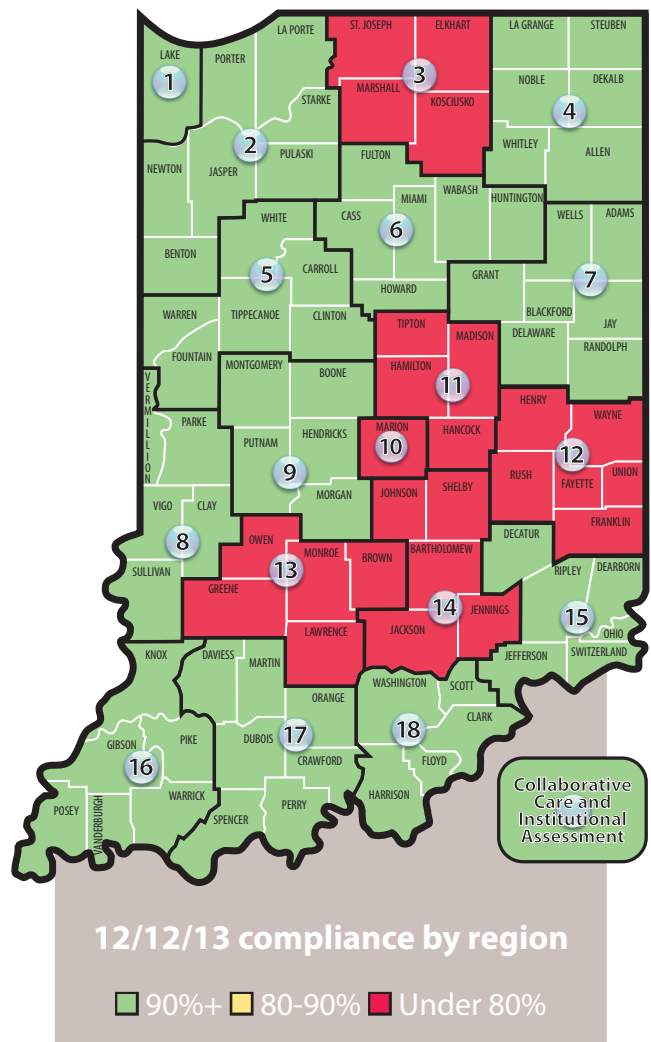 ST. JOSEPH
ELKHART
LA GRANGE
STEUBEN
LA PORTE
LAKE
PORTER
1
3
NOBLE
DEKALB
MARSHALL
STARKE
KOSCIUSKO
4
2
WHITLEY
ALLEN
PULASKI
FULTON
NEWTON
JASPER
WABASH
MIAMI
HUNTINGTON
WELLS
ADAMS
WHITE
CASS
6
BENTON
CARROLL
5
GRANT
7
HOWARD
WARREN
TIPPECANOE
CLINTON
BLACKFORD
TIPTON
JAY
MADISON
DELAWARE
RANDOLPH
FOUNTAIN
MONTGOMERY
HAMILTON
BOONE
11
VERMILLION
HENRY
WAYNE
PARKE
MARION
HANCOCK
HENDRICKS
PUTNAM
10
12
9
RUSH
UNION
FAYETTE
SHELBY
JOHNSON
MORGAN
VIGO
CLAY
FRANKLIN
DECATUR
8
OWEN
MONROE
BROWN
BARTHOLOMEW
DEARBORN
RIPLEY
SULLIVAN
13
GREENE
14
JENNINGS
15
LAWRENCE
JACKSON
OHIO
SWITZERLAND
KNOX
DAVIESS
MARTIN
JEFFERSON
WASHINGTON
SCOTT
ORANGE
CLARK
GIBSON
PIKE
DUBOIS
17
18
CRAWFORD
FLOYD
16
WARRICK
HARRISON
POSEY
VANDERBURGH
PERRY
SPENCER
Collaborative
Care and
Institutional
Assessment
12/12/13 compliance by region
90%+ 80-90% Under 80%